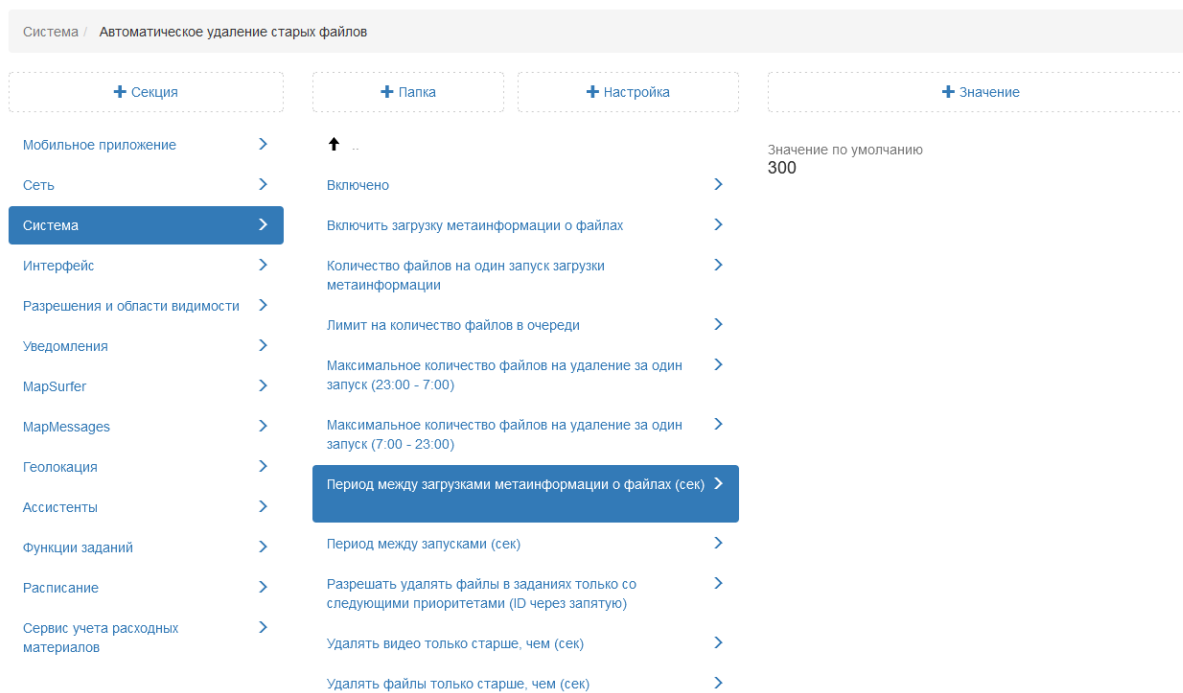 Система / Автоматическое удаление старых файлов
Секция
Папка
Настройка
Значение
Мобильное приложение
Сеть
Система
Интерфейс
Разрешения и области видимости
Уведомления
MapSurfer
MapMessages
Геолокация
Ассистенты
Функции заданий
Расписание
Сервис учета расходных
материалов
..
Включено
Включить загрузку метаинформации о файлах
Количество файлов на один запуск загрузки
метаинформации
Лимит на количество файлов в очереди
Максимальное количество файлов на удаление за один
запуск (23:00 - 7:00)
Максимальное количество файлов на удаление за один
запуск (7:00 - 23:00)
Период между загрузками метаинформации о файлах (сек)
Период между запусками (сек)
Разрешать удалять файлы в заданиях только со
следующими приоритетами (ID через запятую)
Удалять видео только старше, чем (сек)
Удалять файлы только старше, чем (сек)
Значение по умолчанию
300